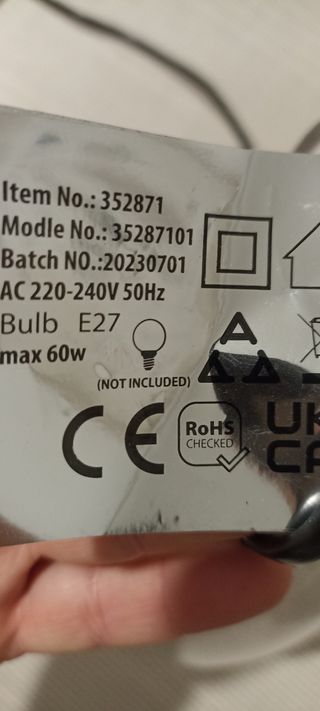 Item No.: 352871
Modle No.: 35287101
Batch NO.:20230701
AC 220-240V 50Hz
Bulb E27
max 60w
(NOT INCLUDED)
CE
RoHS
CHECKED
UK
CA